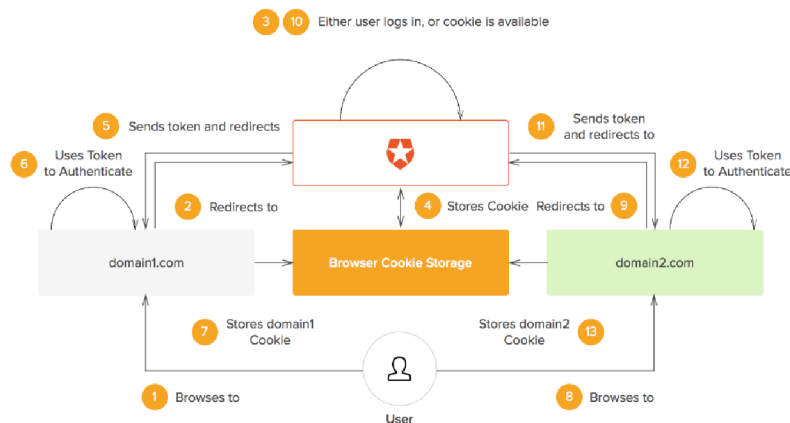 3 10 Either user logs in, or cookie is available
5 Sends token and redirects
11 Sends token
and redirects to
6 Uses Token
to Authenticate
12 Uses Token
to Authenticate
2 Redirects to
4 Stores Cookie
Redirects to 9
domain1.com
Browser Cookie Storage
domain2.com
7 Stores domain1
Cookie
Stores domain2 13
Cookie
1 Browses to
8 Browses to
User